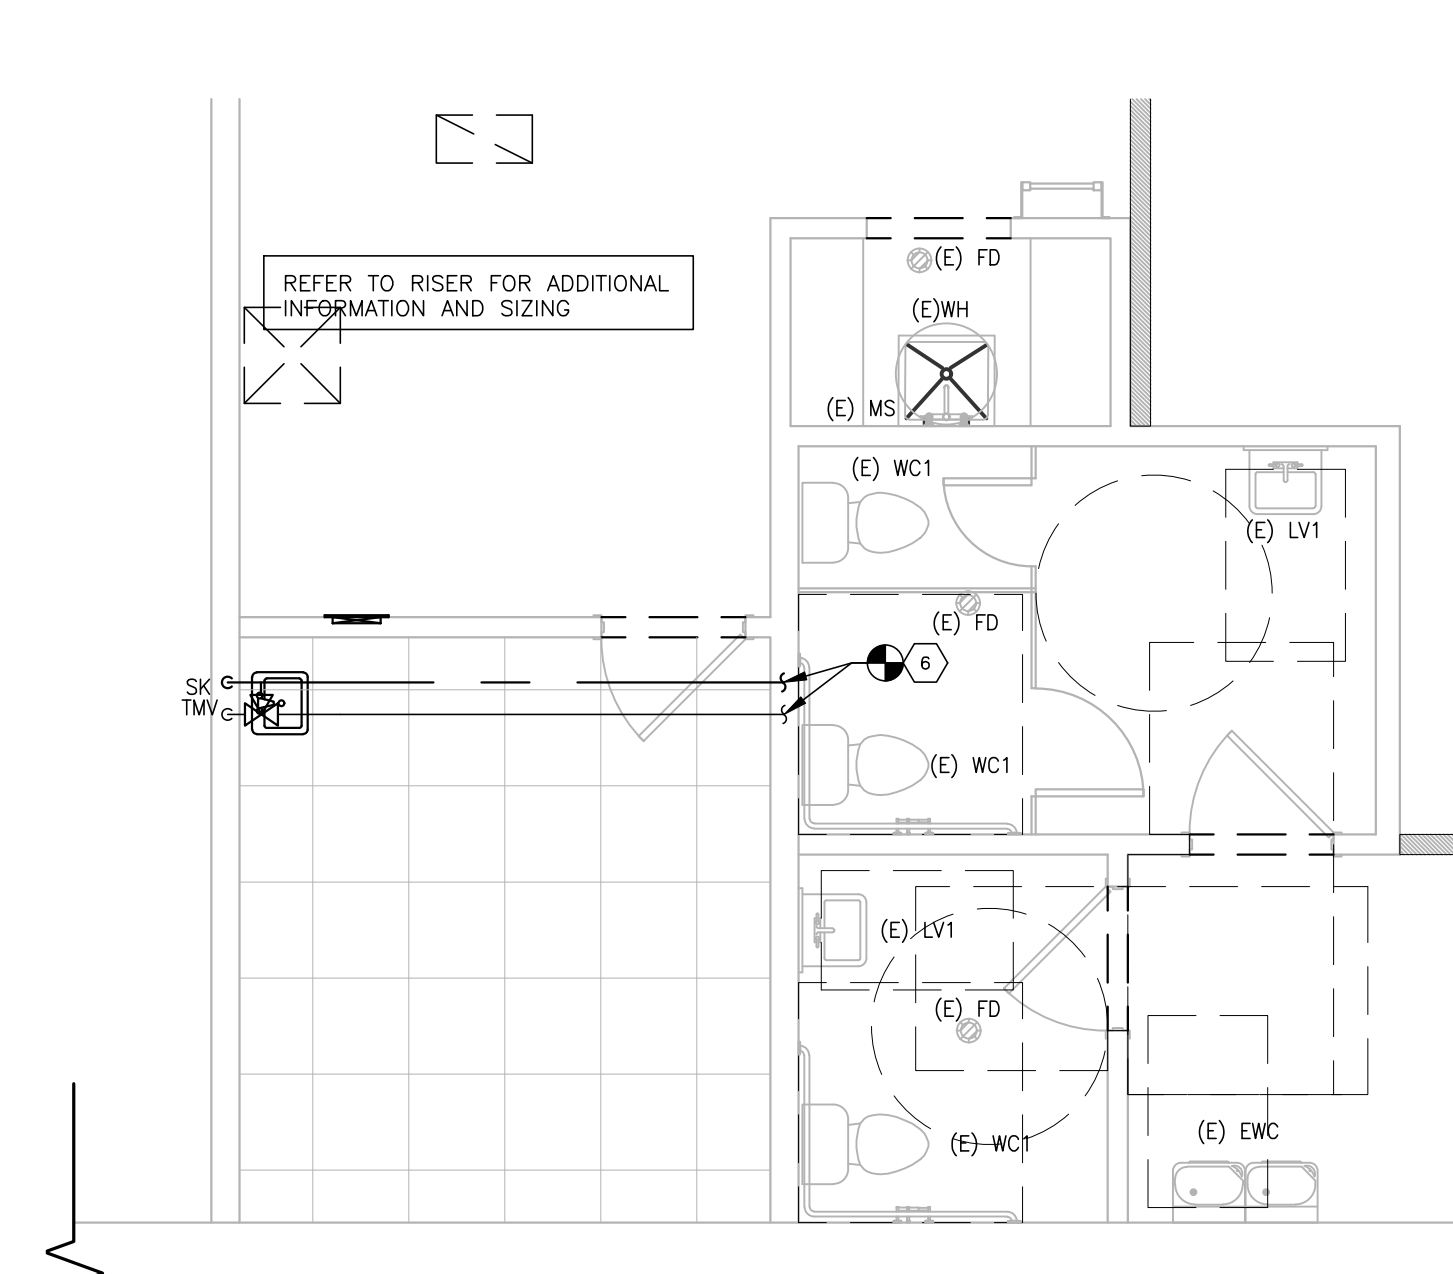 (E) FD
REFER TO RISER FOR ADDITIONAL
INFORMATION AND SIZING
(E)WH
(E) MS
(E) WC1
(E) LV1
(E) FD
6
SK
TMV
(E) WC1
(E) LV1
(E) FD
(E) EWC
(E) WC1